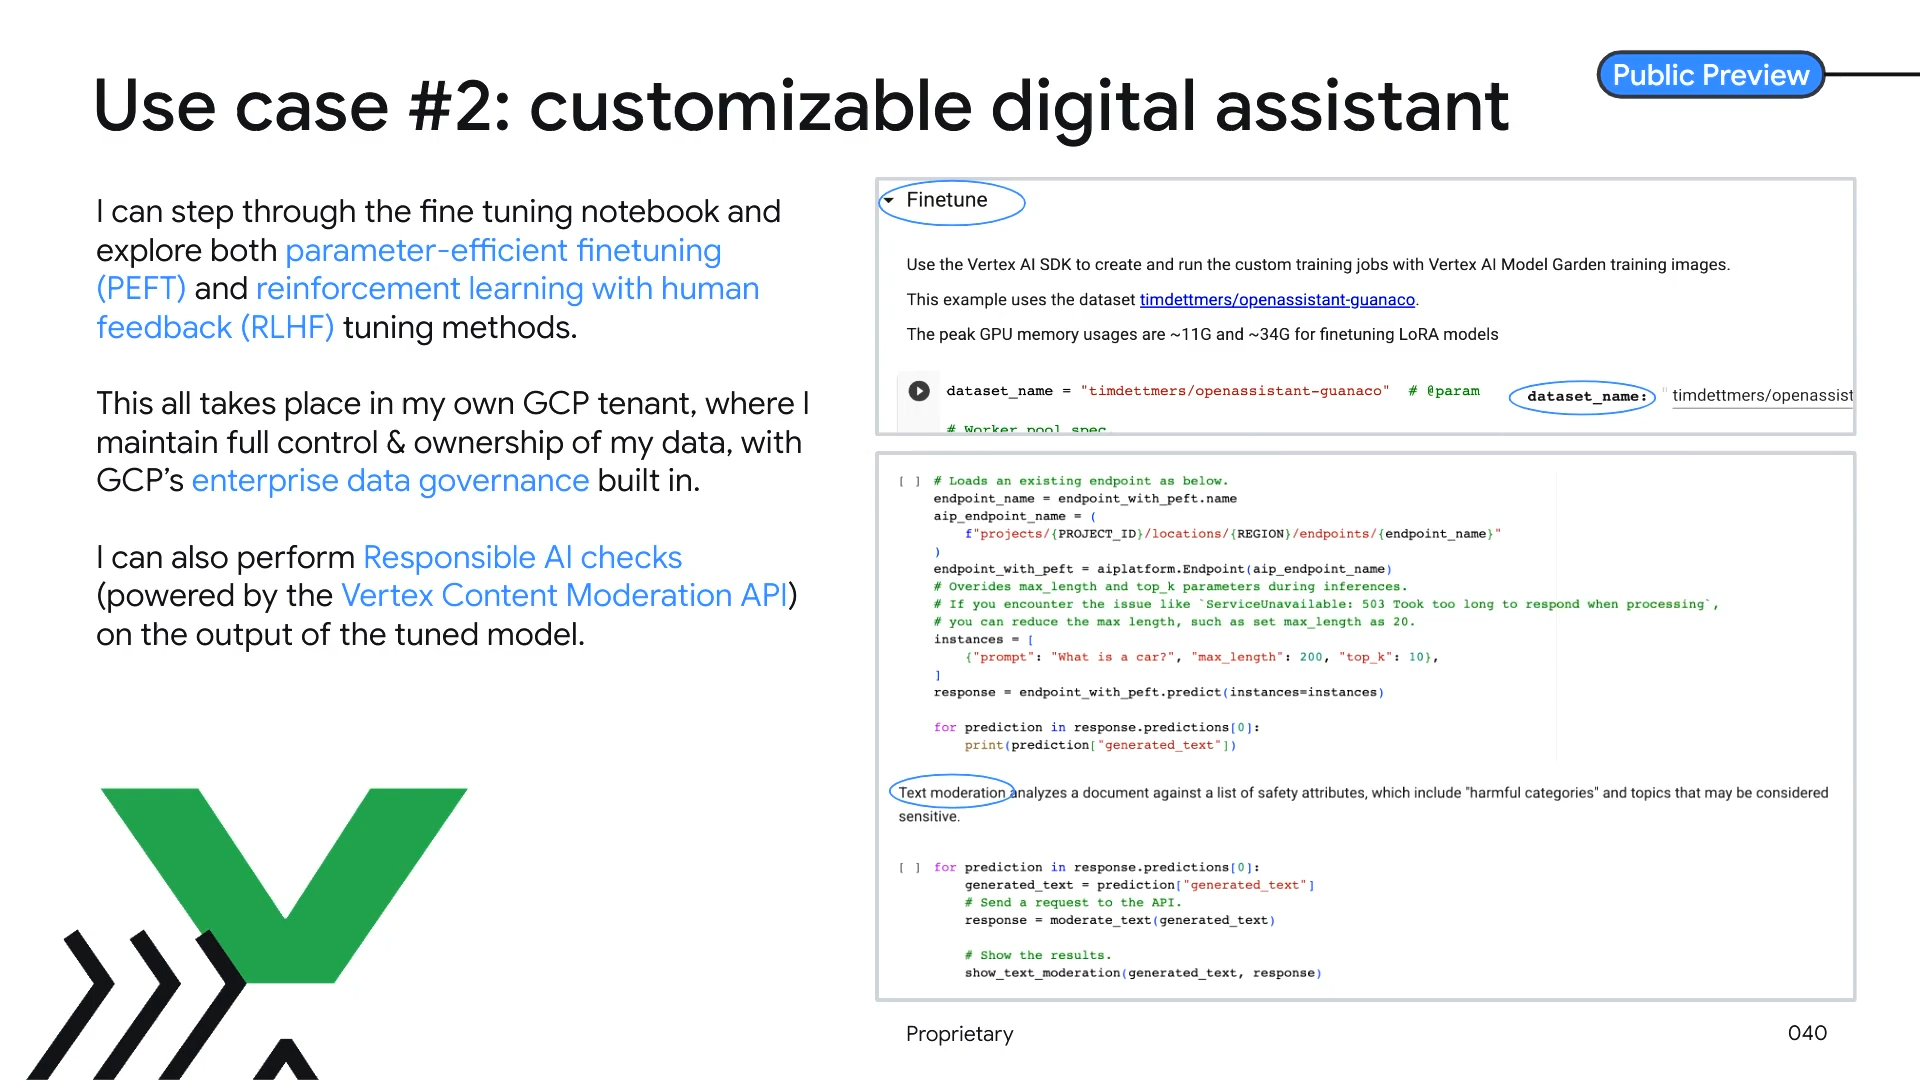 Use case #2: customizable digital assistant
Public Preview
I can step through the fine tuning notebook and
explore both parameter-efficient finetuning
(PEFT) and reinforcement learning with human
feedback (RLHF) tuning methods.
This all takes place in my own GCP tenant, where I
maintain full control & ownership of my data, with
GCP’s enterprise data governance built in.
I can also perform Responsible AI checks
(powered by the Vertex Content Moderation API)
on the output of the tuned model.
Finetune
Use the Vertex AI SDK to create and run the custom training jobs with Vertex AI Model Garden training images.
This example uses the dataset timdettmers/openassistant-guanaco.
The peak GPU memory usages are ~11G and ~34G for finetuning LoRA models
dataset_name = "timdettmers/openassistant-guanaco"  # @param
dataset_name: " timdettmers/openassist
# Worker pool spec
[ ] # Loads an existing endpoint as below.
endpoint_name = endpoint_with_peft.name
aip_endpoint_name = (
f"projects/{PROJECT_ID}/locations/{REGION}/endpoints/{endpoint_name}"
)
endpoint_with_peft = aiplatform.Endpoint(aip_endpoint_name)
# Overides max_length and top_k parameters during inferences.
# If you encounter the issue like `ServiceUnavailable: 503 Took too long to respond when processing`,
# you can reduce the max length, such as set max_length as 20.
instances = [
{"prompt": "What is a car?", "max_length": 200, "top_k": 10},
]
response = endpoint_with_peft.predict(instances=instances)
for prediction in response.predictions[0]:
print(prediction["generated_text"])
Text moderation analyzes a document against a list of safety attributes, which include "harmful categories" and topics that may be considered
sensitive.
[ ] for prediction in response.predictions[0]:
generated_text = prediction["generated_text"]
# Send a request to the API.
response = moderate_text(generated_text)
# Show the results.
show_text_moderation(generated_text, response)
Proprietary
040